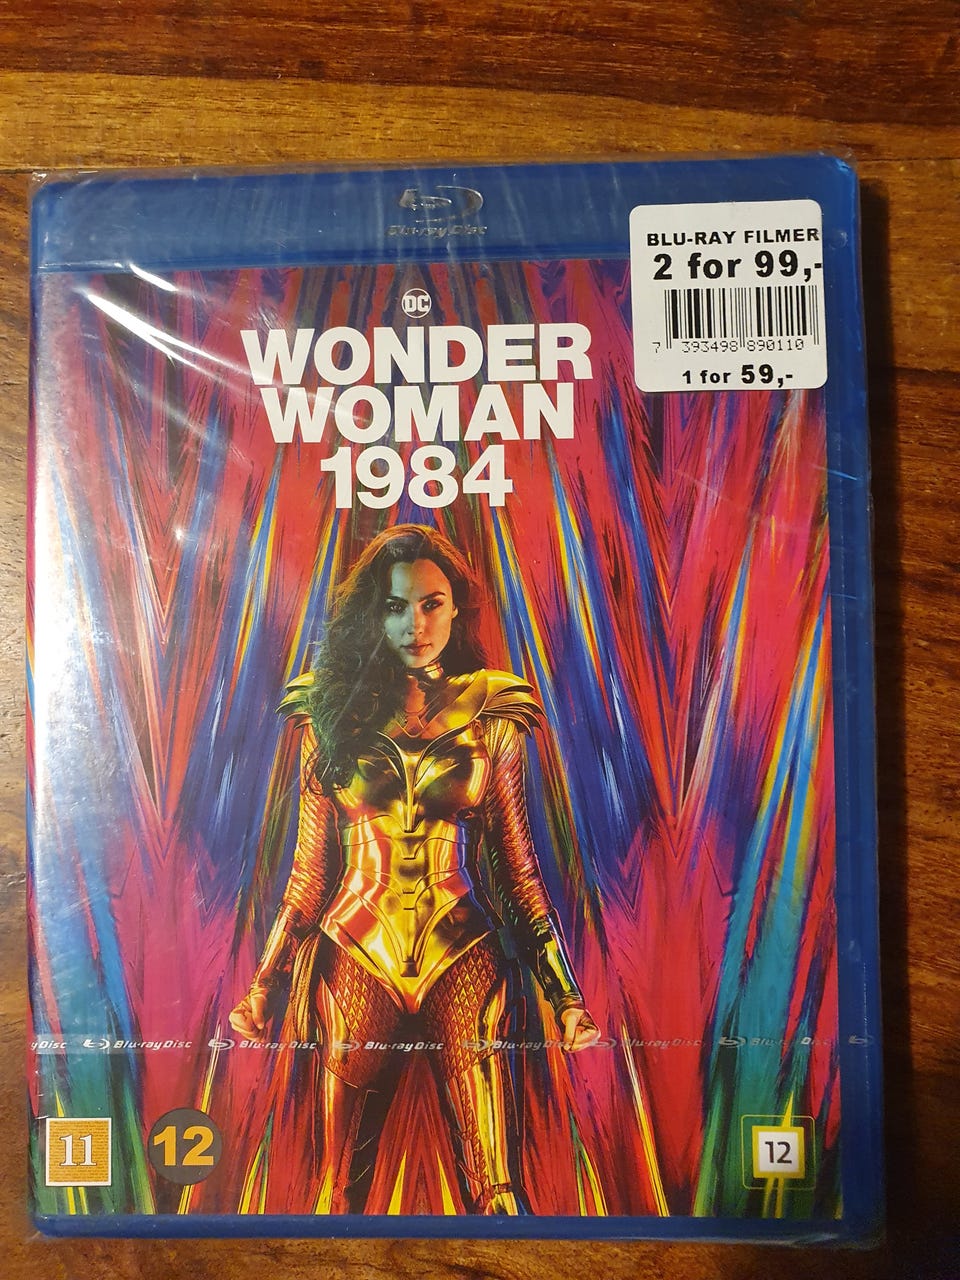 Blu-ray Disc
BLU-RAY FILMER
2 for 99,-
7 393498 890110
1 for 59,-
DC
WONDER
WOMAN
1984
y Disc Blu-ray Disc Blu-ray Disc Blu-ray Disc Blu-ray Disc Blu-ray Disc Blu-ray Disc
11
12
12